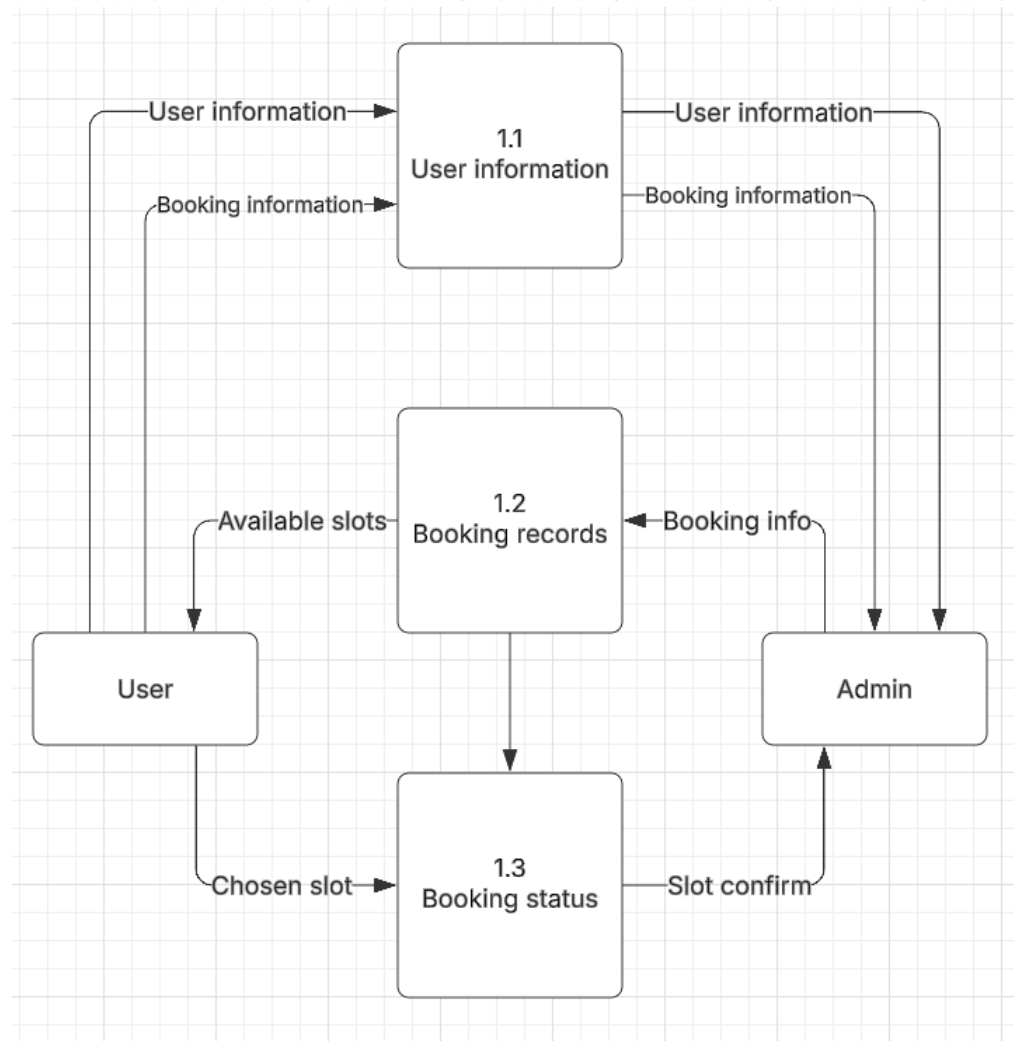 User information
User information
1.1
User information
Booking information
Booking information
1.2
Booking records
Available slots
Booking info
User
Admin
1.3
Booking status
Chosen slot
Slot confirm